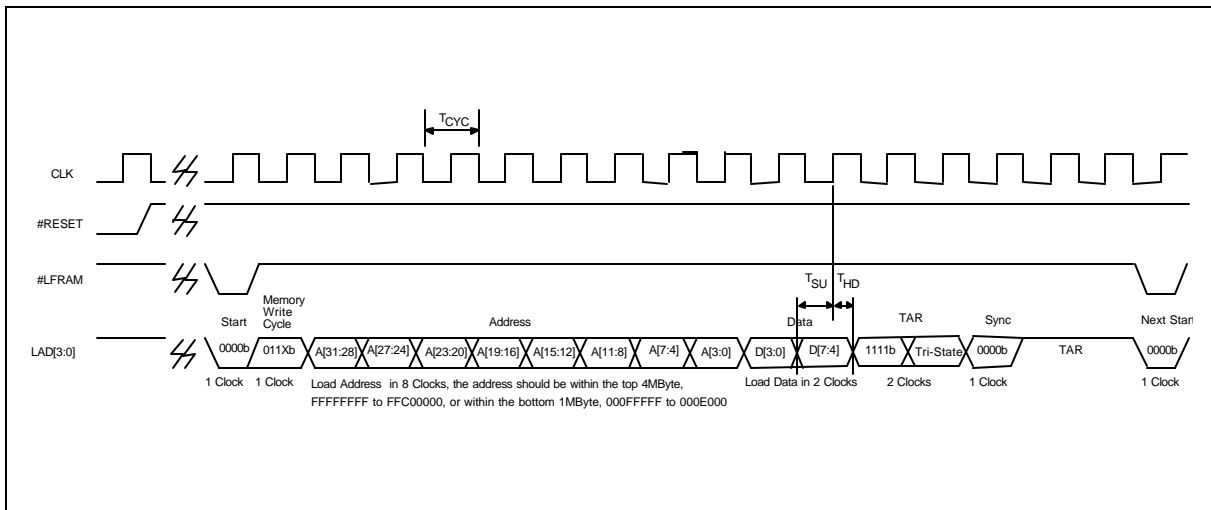 TCYC
CLK
#RESET
#LFRAM
TSU THD
Memory
Write
Cycle
Start Address Data TAR Sync Next Start
LAD[3:0] 0000b 011Xb A[31:28] A[27:24] A[23:20] A[19:16] A[15:12] A[11:8] A[7:4] A[3:0] D[3:0] D[7:4] 1111b Tri-State 0000b TAR 0000b
1 Clock 1 Clock Load Address in 8 Clocks, the address should be within the top 4MByte, Load Data in 2 Clocks 2 Clocks 1 Clock 1 Clock
FFFFFFFF to FFC00000, or within the bottom 1MByte, 000FFFFF to 000E000